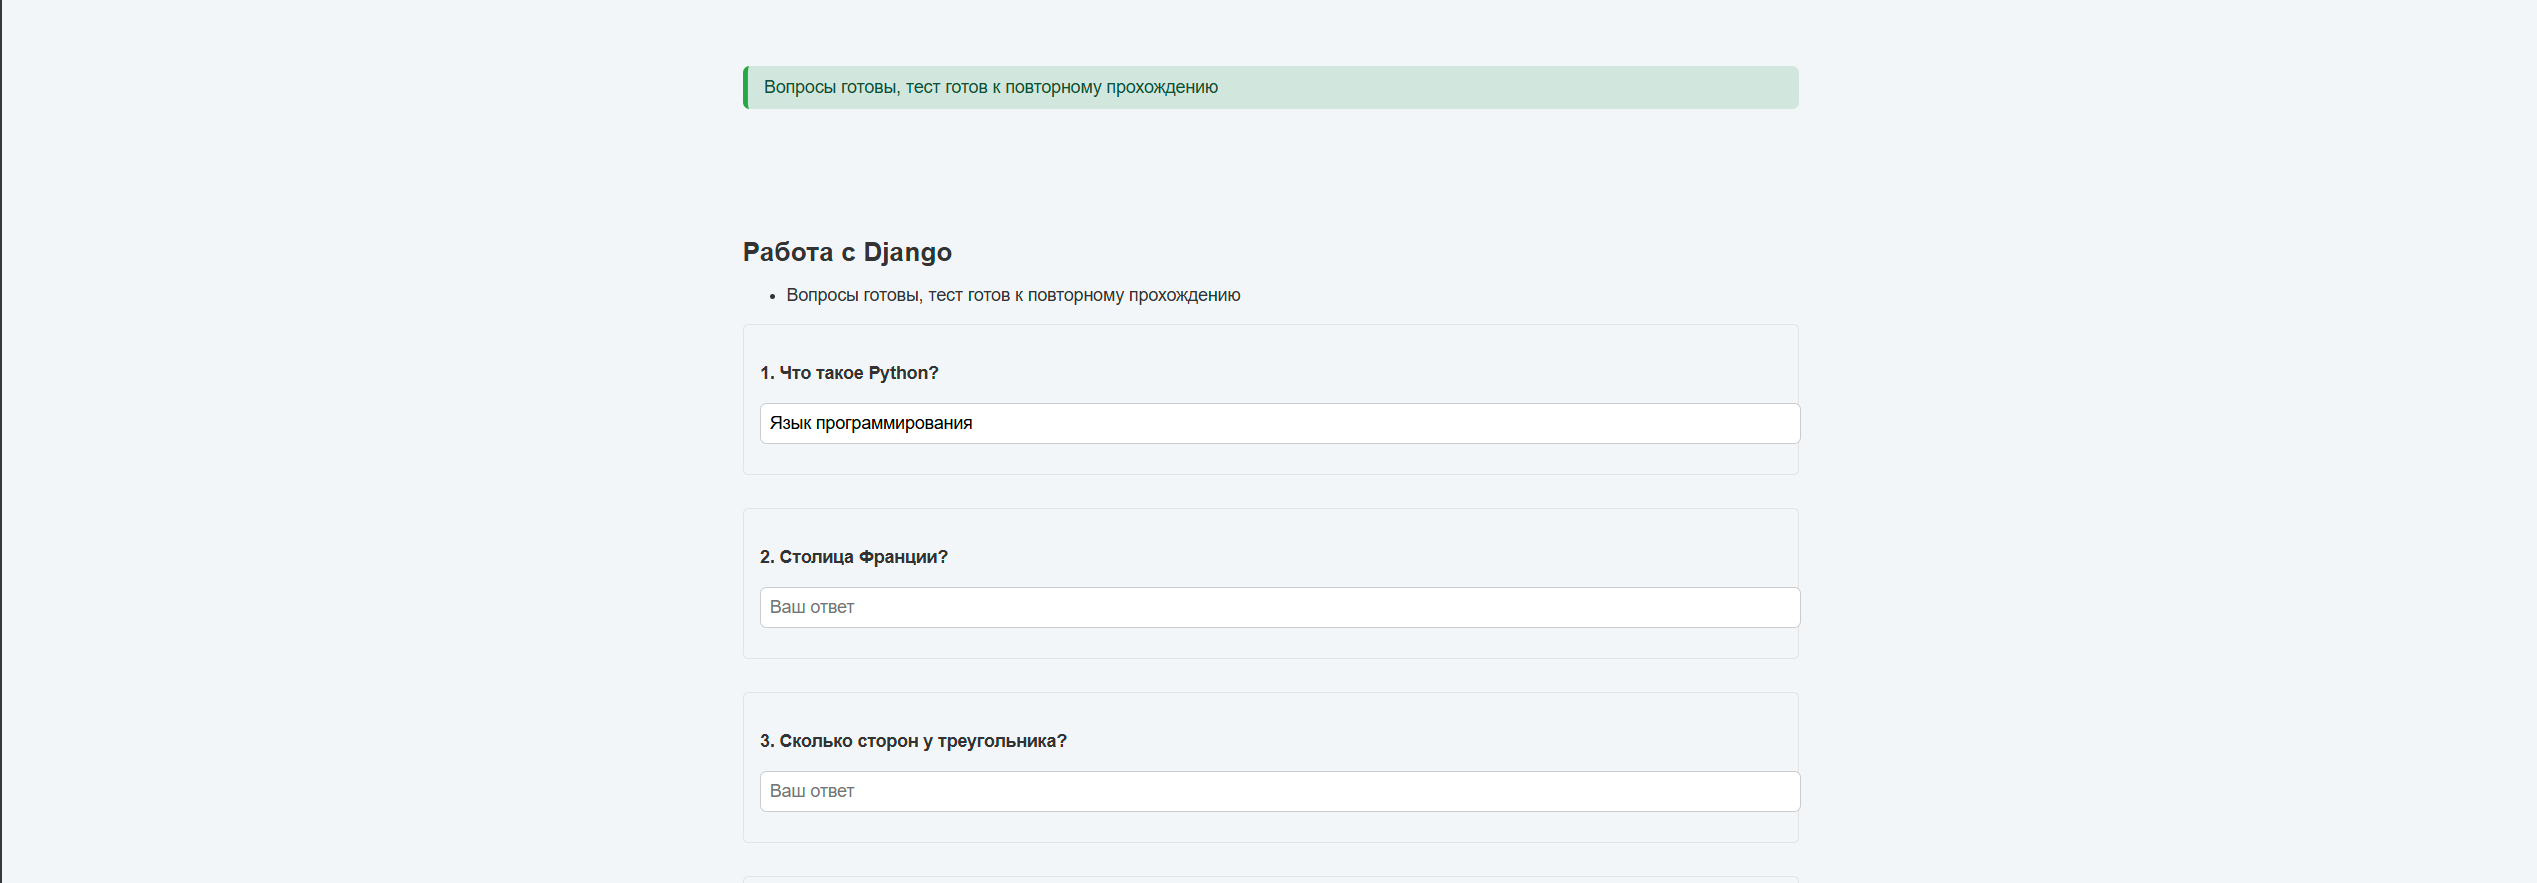 Вопросы готовы, тест готов к повторному прохождению
Работа с Django
Вопросы готовы, тест готов к повторному прохождению
1. Что такое Python?
Язык программирования
2. Столица Франции?
Ваш ответ
3. Сколько сторон у треугольника?
Ваш ответ